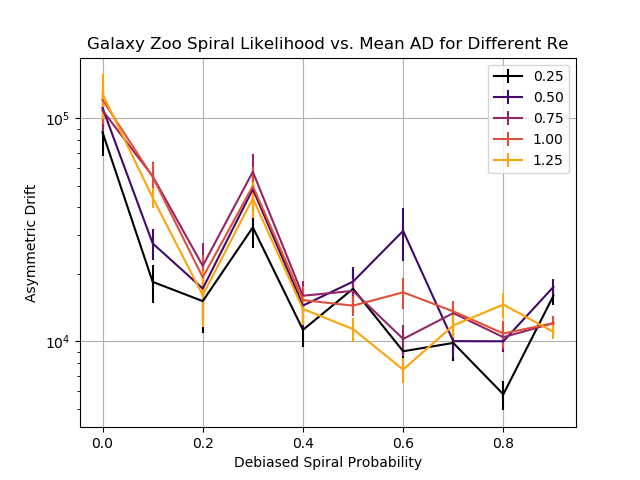 Galaxy Zoo Spiral Likelihood vs. Mean AD for Different Re
0.25
0.50
0.75
1.00
1.25
10^5
10^4
Asymmetric Drift
0.0 0.2 0.4 0.6 0.8
Debiased Spiral Probability